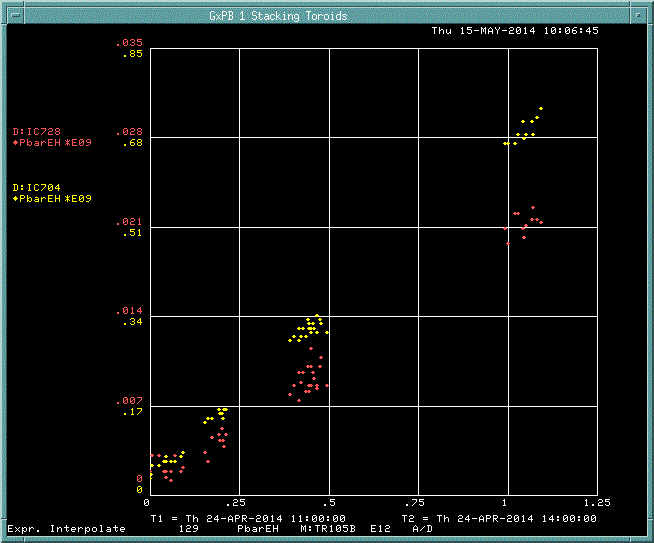 GxPB 1 Stacking Toroids
Thu 15-MAY-2014 10:06:45
.035
.85
D:IC728
♦PbarEH *E09
.028
.68
D:IC704
♦PbarEH *E09
.021
.51
.014
.34
.007
.17
0
0
0 .25 .5 .75 1 1.25
T1 = Th 24-APR-2014 11:00:00 T2 = Th 24-APR-2014 14:00:00
Expr. Interpolate 129 PbarEH M:TR105B E12 A/D